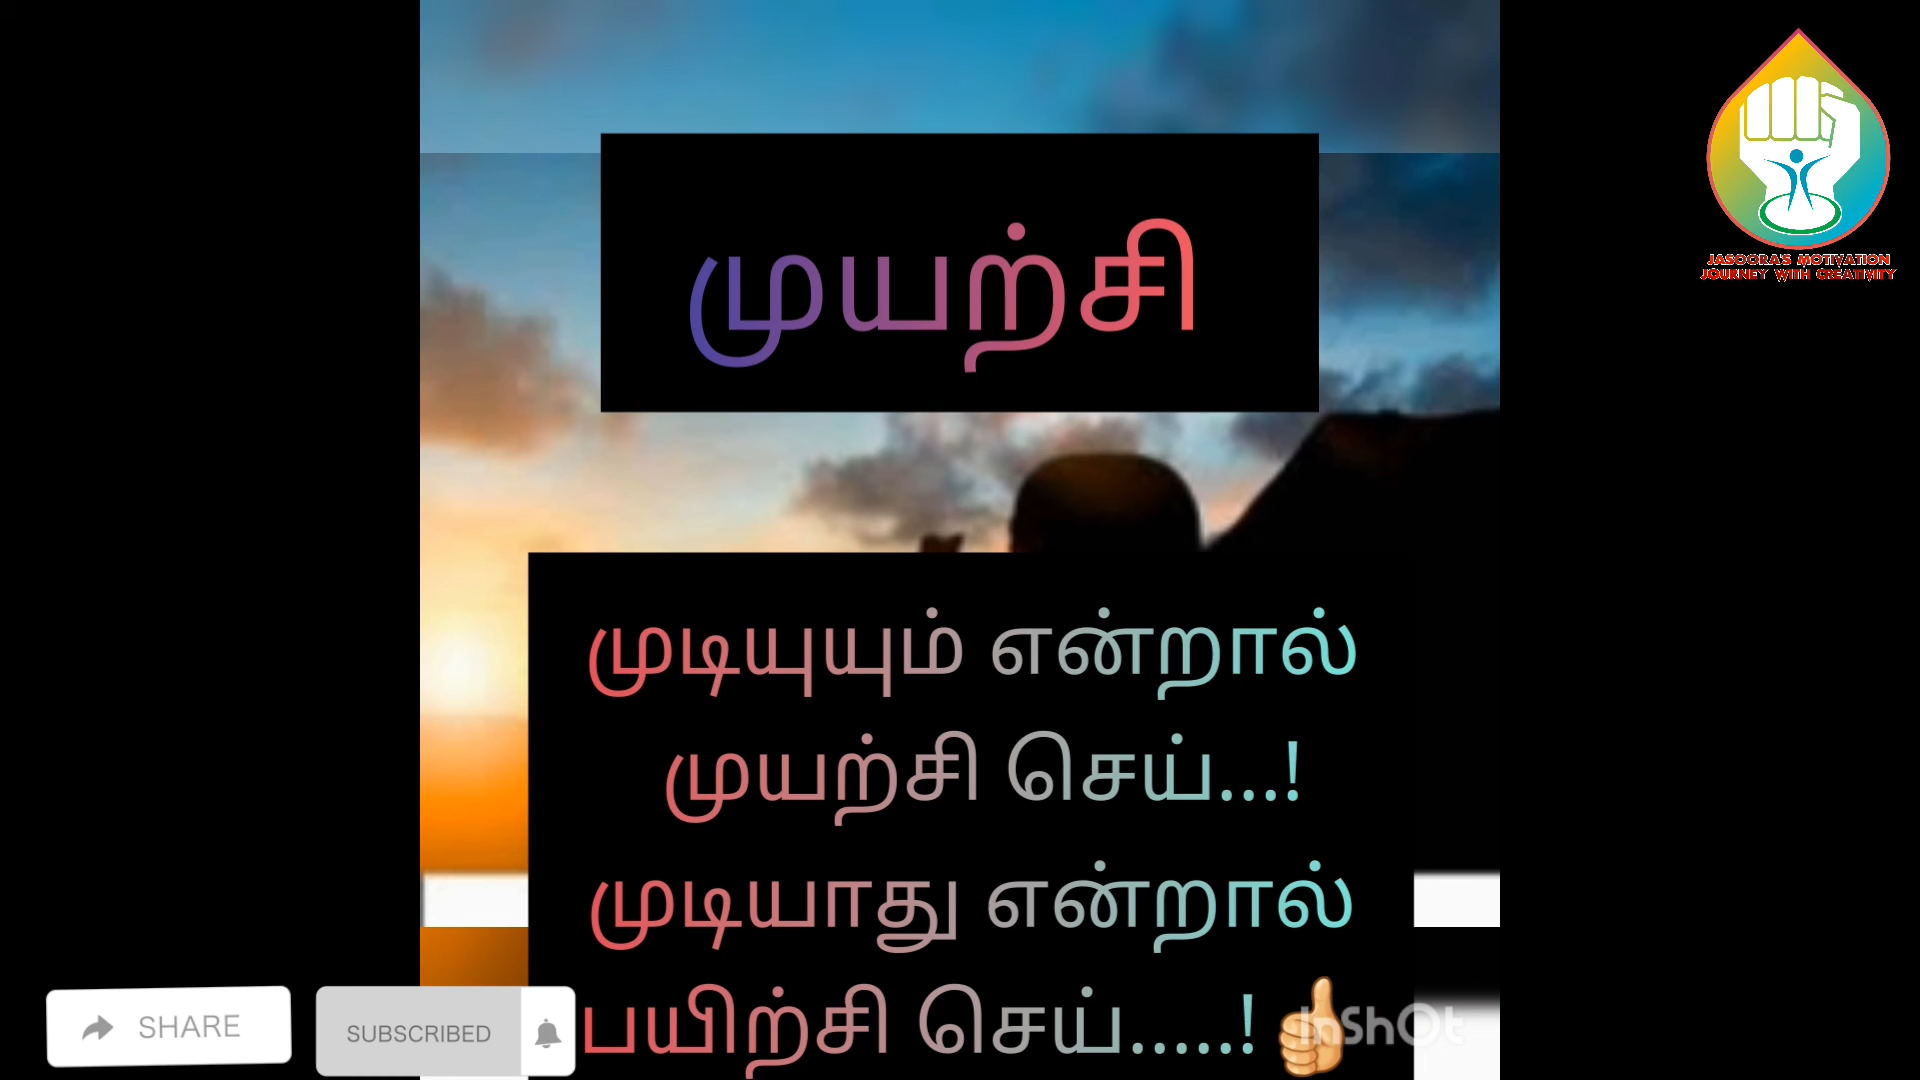 முயற்சி
JASOORA'S MOTIVATION
JOURNEY WITH CREATIVITY
முடியுயும் என்றால்
முயற்சி செய்...!
முடியாது என்றால்
பயிற்சி செய்.....!👍
InShOt
SHARE
SUBSCRIBED